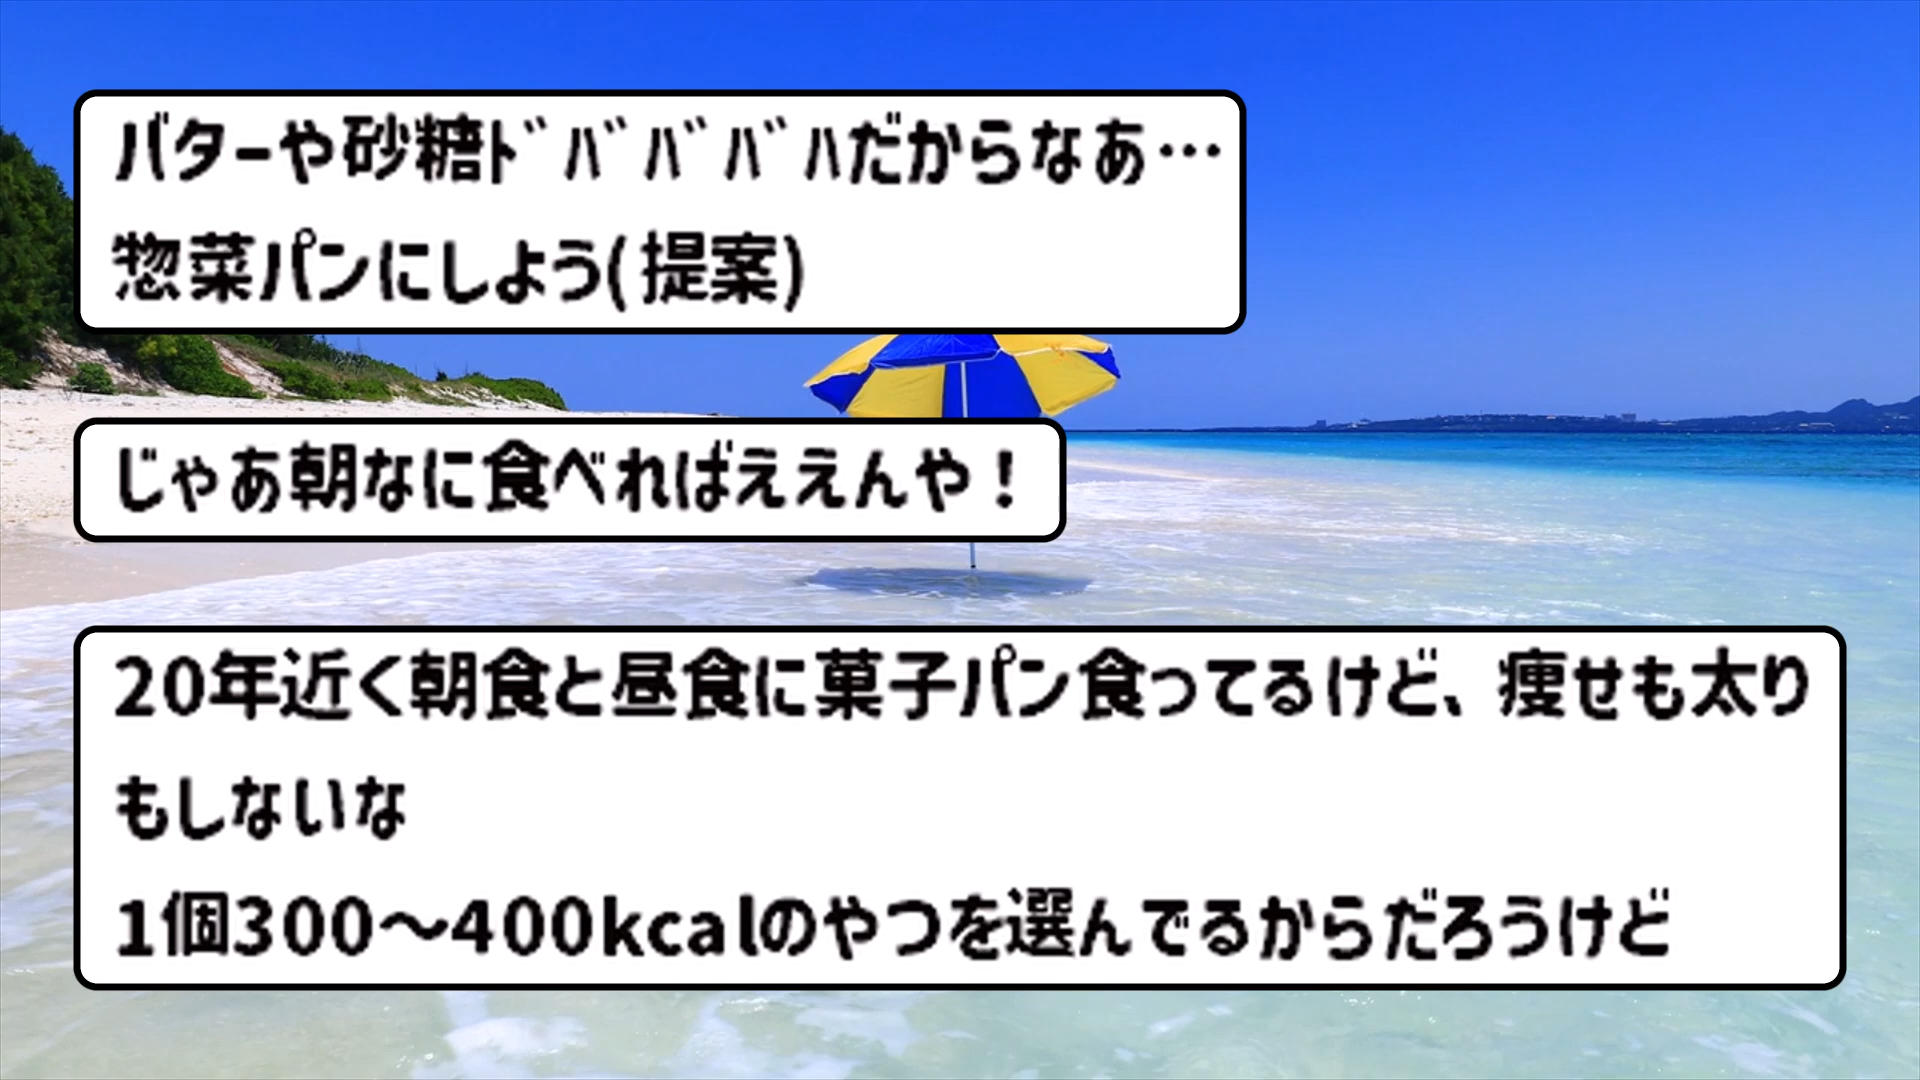 バターや砂糖ﾄﾞﾊﾞﾊﾞﾊﾞﾊだからなあ…
惣菜パンにしよう(提案)
じゃあ朝なに食べればええんや！
20年近く朝食と昼食に菓子パン食ってるけど、痩せも太り
もしないな
1個300～400kcalのやつを選んでるからだろうけど